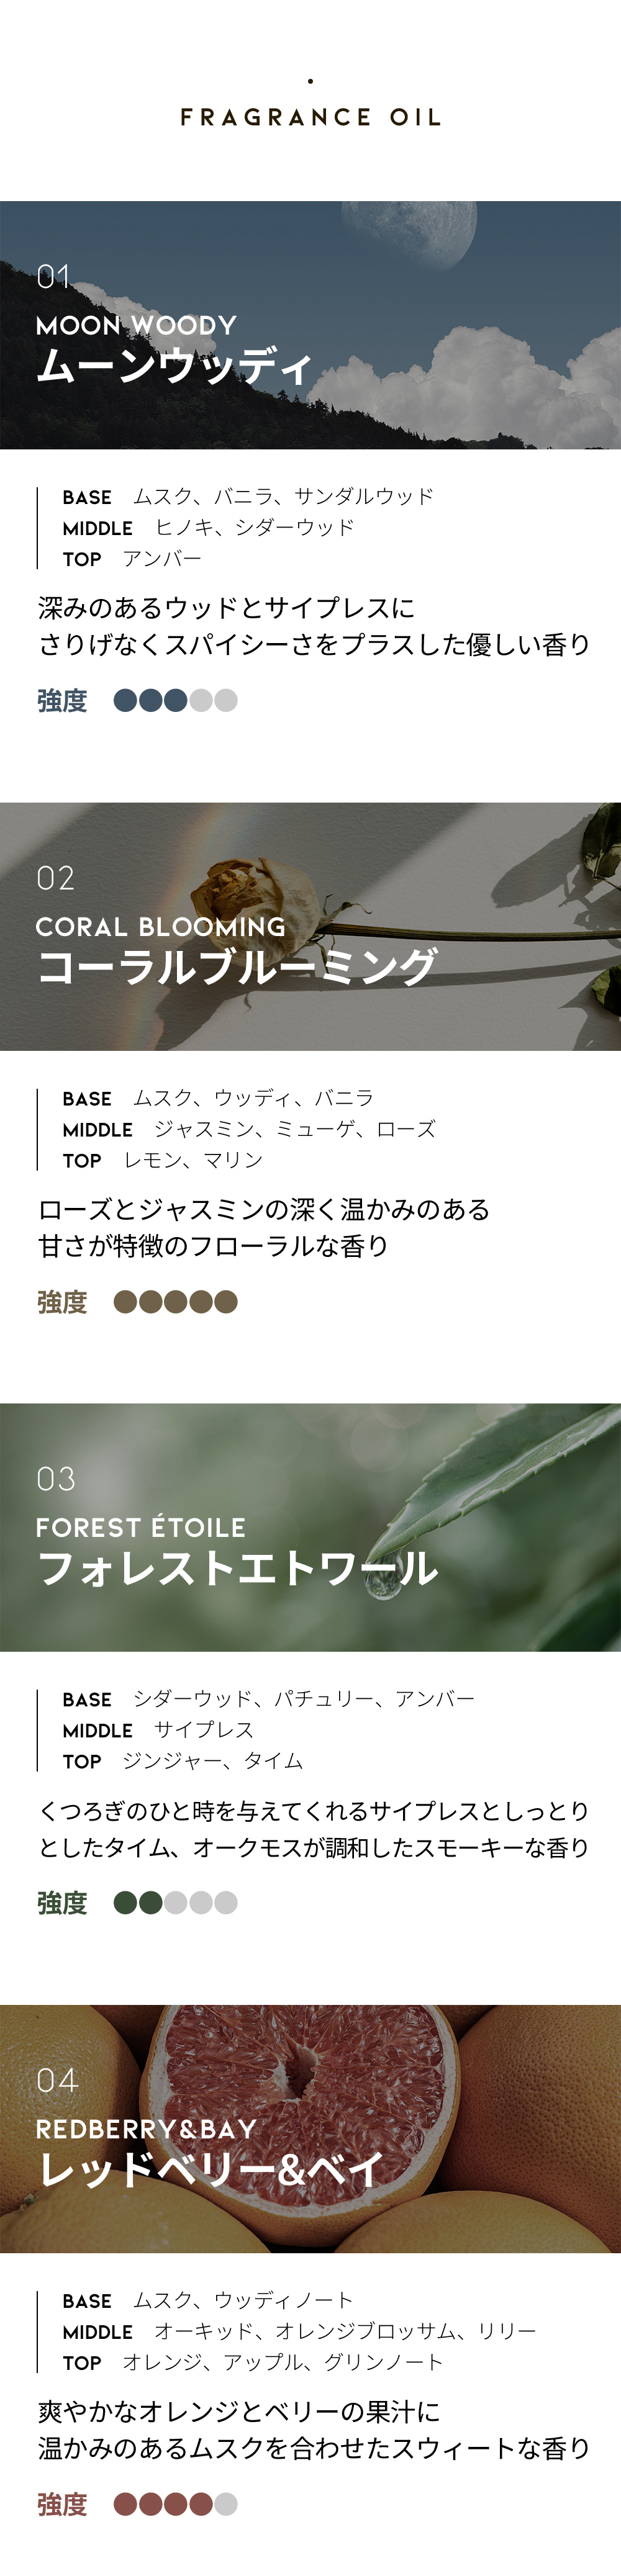 FRAGRANCE OIL
01
MOON WOODY
ムーンウッディ
BASE ムスク、バニラ、サンダルウッド
MIDDLE ヒノキ、シダーウッド
TOP アンバー
深みのあるウッドとサイプレスに
さりげなくスパイシーさをプラスした優しい香り
強度
02
CORAL BLOOMING
コーラルブルーミング
BASE ムスク、ウッディ、バニラ
MIDDLE ジャスミン、ミューゲ、ローズ
TOP レモン、マリン
ローズとジャスミンの深く温かみのある
甘さが特徴のフローラルな香り
強度
03
FOREST ÉTOILE
フォレストエトワール
BASE シダーウッド、パチュリー、アンバー
MIDDLE サイプレス
TOP ジンジャー、タイム
くつろぎのひと時を与えてくれるサイプレスとしっとり
としたタイム、オークモスが調和したスモーキーな香り
強度
04
REDBERRY&BAY
レッドベリー&ベイ
BASE ムスク、ウッディノート
MIDDLE オーキッド、オレンジブロッサム、リリー
TOP オレンジ、アップル、グリンノート
爽やかなオレンジとベリーの果汁に
温かみのあるムスクを合わせたスウィートな香り
強度